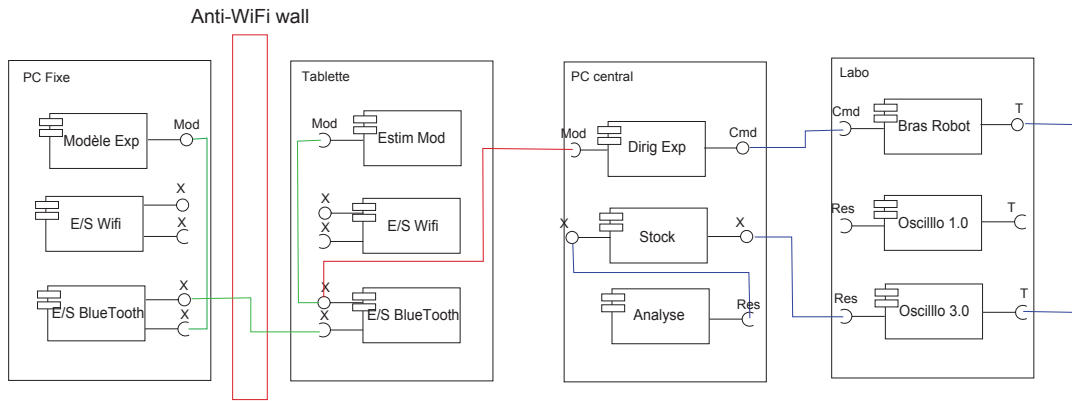 Anti-WiFi wall
PC Fixe
Modèle Exp
Mod
E/S Wifi
X
X
E/S BlueTooth
X
X
Tablette
Mod
Estim Mod
X
X
E/S Wifi
X
X
E/S BlueTooth
PC central
Mod
Dirig Exp
Cmd
X
Stock
X
Analyse
Res
Labo
Cmd
Bras Robot
T
Res
Oscilllo 1.0
T
Res
Oscilllo 3.0
T